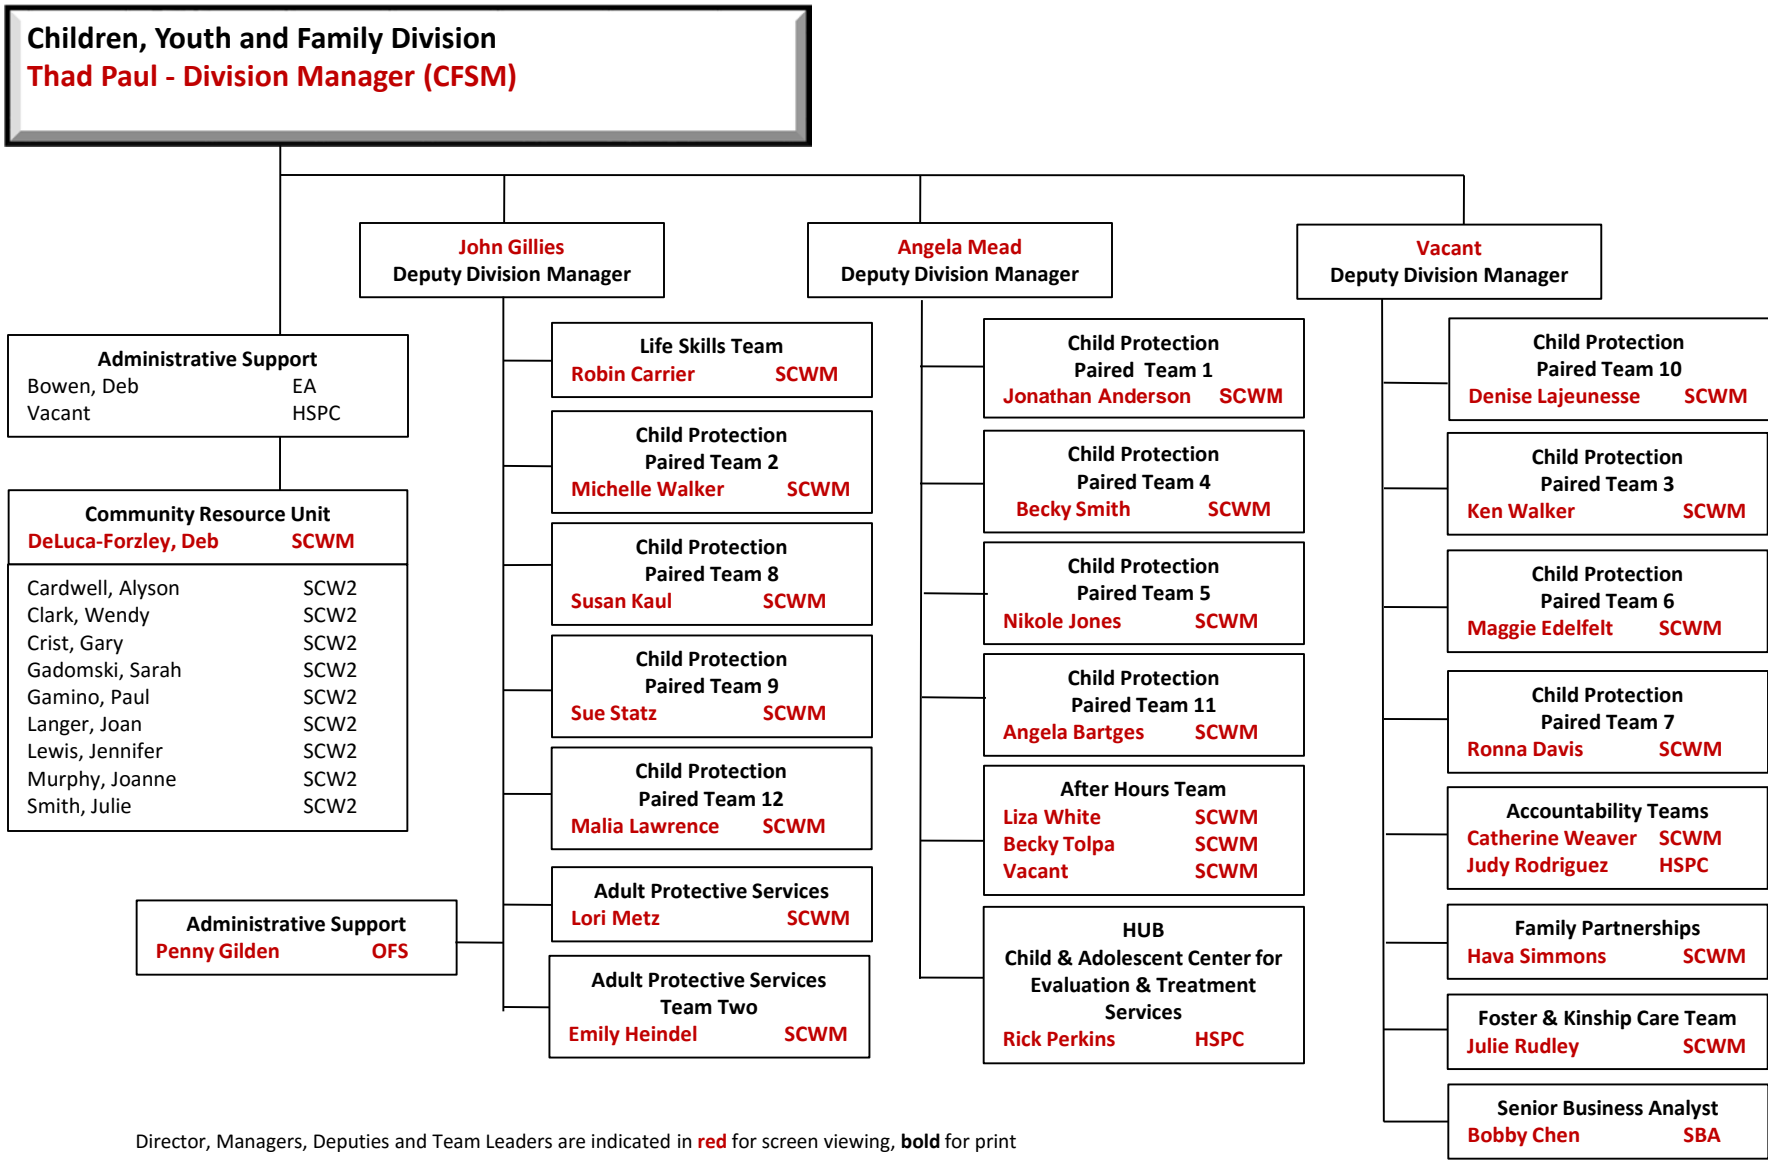 Children, Youth and Family Division
Thad Paul - Division Manager (CFSM)
John Gillies
Deputy Division Manager
Angela Mead
Deputy Division Manager
Vacant
Deputy Division Manager
Administrative Support
Bowen, Deb EA
Vacant HSPC
Community Resource Unit
DeLuca-Forzley, Deb SCWM
Cardwell, Alyson SCW2
Clark, Wendy SCW2
Crist, Gary SCW2
Gadomski, Sarah SCW2
Gamino, Paul SCW2
Langer, Joan SCW2
Lewis, Jennifer SCW2
Murphy, Joanne SCW2
Smith, Julie SCW2
Administrative Support
Penny Gilden OFS
Life Skills Team
Robin Carrier SCWM
Child Protection
Paired Team 2
Michelle Walker SCWM
Child Protection
Paired Team 8
Susan Kaul SCWM
Child Protection
Paired Team 9
Sue Statz SCWM
Child Protection
Paired Team 12
Malia Lawrence SCWM
Adult Protective Services
Lori Metz SCWM
Adult Protective Services
Team Two
Emily Heindel SCWM
Child Protection
Paired Team 1
Jonathan Anderson SCWM
Child Protection
Paired Team 4
Becky Smith SCWM
Child Protection
Paired Team 5
Nikole Jones SCWM
Child Protection
Paired Team 11
Angela Bartges SCWM
After Hours Team
Liza White SCWM
Becky Tolpa SCWM
Vacant SCWM
HUB
Child & Adolescent Center for
Evaluation & Treatment
Services
Rick Perkins HSPC
Child Protection
Paired Team 10
Denise Lajeunesse SCWM
Child Protection
Paired Team 3
Ken Walker SCWM
Child Protection
Paired Team 6
Maggie Edelfelt SCWM
Child Protection
Paired Team 7
Ronna Davis SCWM
Accountability Teams
Catherine Weaver SCWM
Judy Rodriguez HSPC
Family Partnerships
Hava Simmons SCWM
Foster & Kinship Care Team
Julie Rudley SCWM
Senior Business Analyst
Bobby Chen SBA
Director, Managers, Deputies and Team Leaders are indicated in red for screen viewing, bold for print